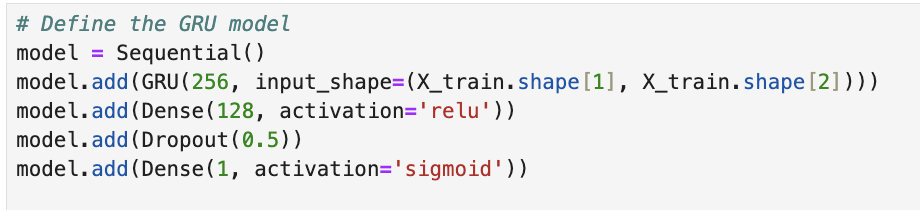 # Define the GRU model
model = Sequential()
model.add(GRU(256, input_shape=(X_train.shape[1], X_train.shape[2])))
model.add(Dense(128, activation='relu'))
model.add(Dropout(0.5))
model.add(Dense(1, activation='sigmoid'))